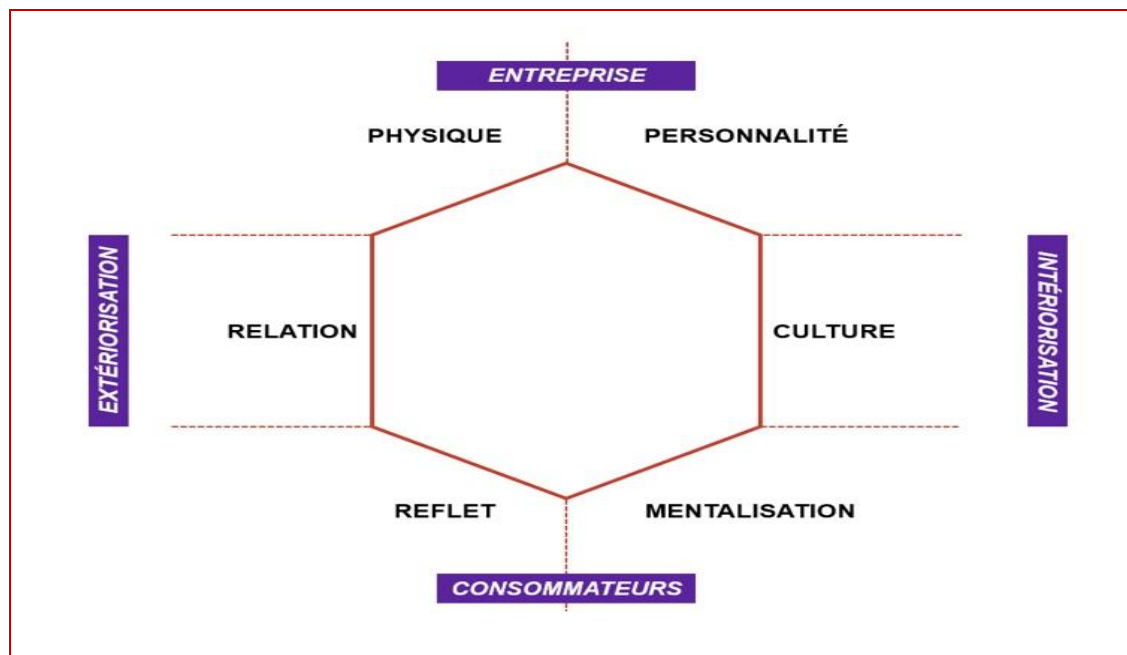 ENTREPRISE
PHYSIQUE
PERSONNALITÉ
EXTÉRIORISATION
RELATION
CULTURE
INTÉRIORISATION
REFLET
MENTALISATION
CONSOMMATEURS